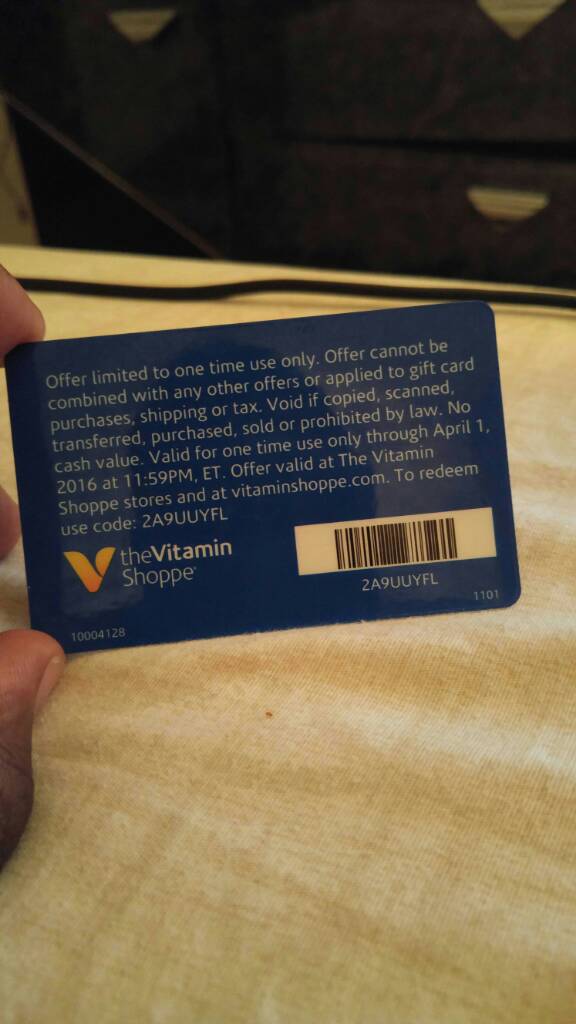 Offer limited to one time use only. Offer cannot be
combined with any other offers or applied to gift card
purchases, shipping or tax. Void if copied, scanned,
transferred, purchased, sold or prohibited by law. No
cash value. Valid for one time use only through April 1,
2016 at 11:59PM, ET. Offer valid at The Vitamin
Shoppe stores and at vitaminshoppe.com. To redeem
use code: 2A9UUYFL
theVitamin
Shoppe®
2A9UUYFL
10004128
1101